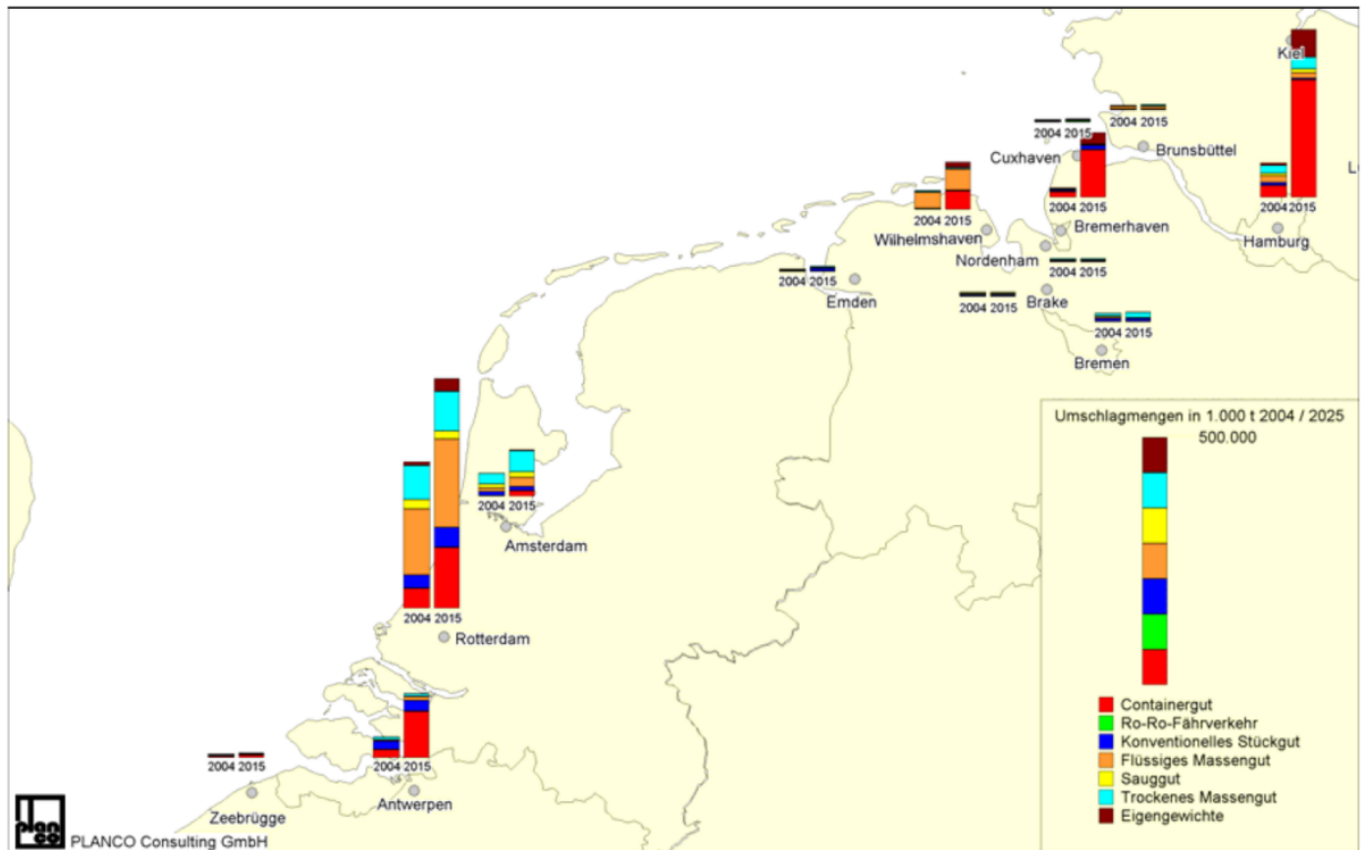 Kiel
2004 2015
2004 2015
Cuxhaven
Brunsbüttel
2004 2015
2004 2015
2004 2015
Wilhelmshaven
Bremerhaven
Hamburg
Nordenham
2004 2015
2004 2015
Emden
2004 2015
Brake
2004 2015
Bremen
Umschlagmengen in 1.000 t 2004 / 2025
500.000
2004 2015
Amsterdam
2004 2015
Rotterdam
Containergut
Ro-Ro-Fährverkehr
Konventionelles Stückgut
Flüssiges Massengut
Sauggut
Trockenes Massengut
Eigengewichte
2004 2015
2004 2015
Antwerpen
Zeebrügge
plan
co
PLANCO Consulting GmbH